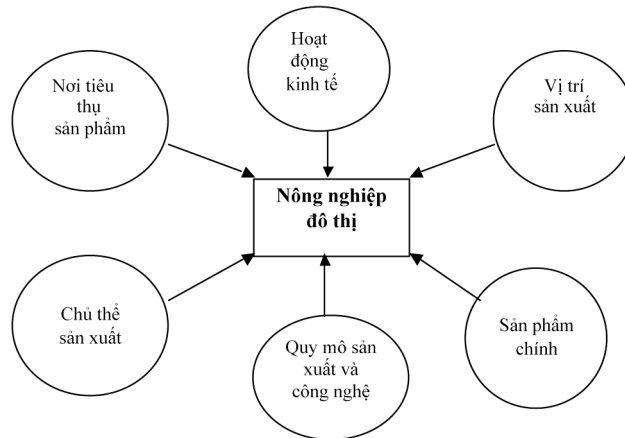 Hoạt
động
kinh tế
Nơi tiêu
thụ
sản phẩm
Vị trí
sản xuất
Nông nghiệp
đô thị
Chủ thể
sản xuất
Quy mô sản
xuất và
công nghệ
Sản phẩm
chính